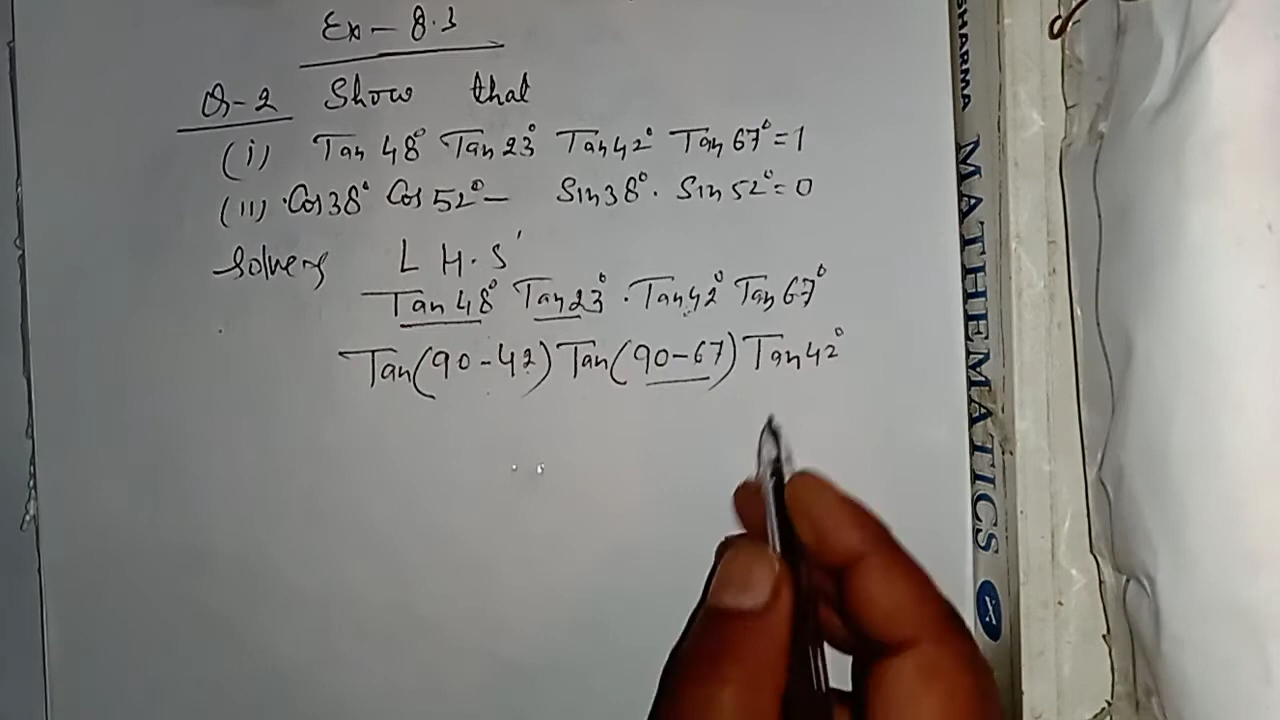 Ex - 8.3
Q-2 Show that
(i) Tan 48° Tan 23° Tan 42° Tan 67° = 1
(ii) Cos 38° Cos 52° - Sin 38° . Sin 52° = 0
L H.S
Tan 48° Tan 23° . Tan 42° Tan 67°
Tan (90 - 42) Tan (90 - 67) Tan 42°
SHARMA MATHEMATICS X